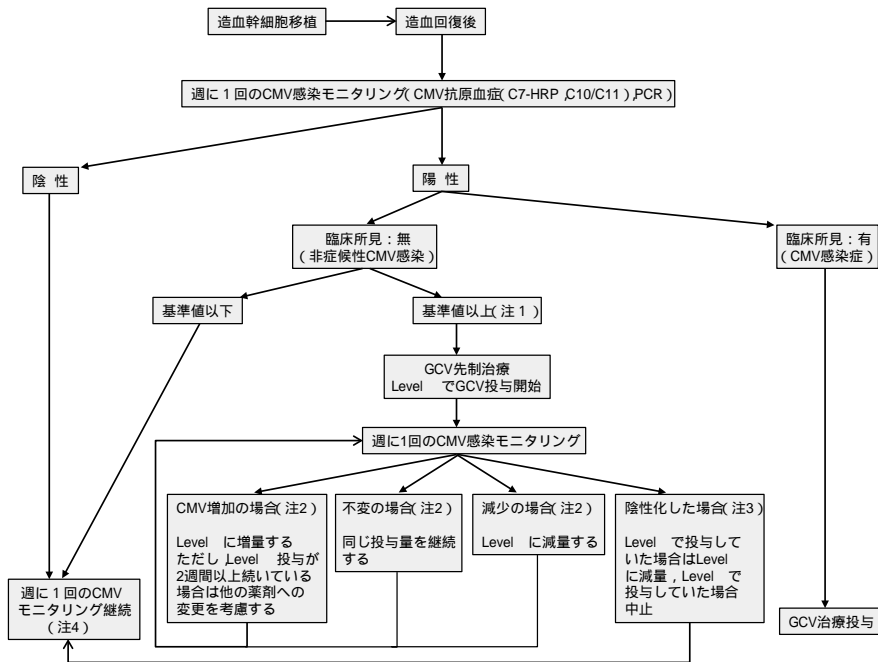 造血幹細胞移植
造血回復後
週に1回のCMV感染モニタリング(CMV抗原血症(C7-HRP,C10/C11),PCR)
陰 性
陽 性
臨床所見：無
(非症候性CMV感染)
臨床所見：有
(CMV感染症)
基準値以下
基準値以上(注1)
GCV先制治療
Level でGCV投与開始
週に1回のCMV感染モニタリング
CMV増加の場合(注2)
Level に増量する
ただし,Level 投与が
2週間以上続いている
場合は他の薬剤への
変更を考慮する
不変の場合(注2)
同じ投与量を継続
する
減少の場合(注2)
Level に減量する
陰性化した場合(注3)
Level で投与して
いた場合はLevel
に減量，Level で
投与していた場合
中止
週に1回のCMV
モニタリング継続
(注4)
GCV治療投与